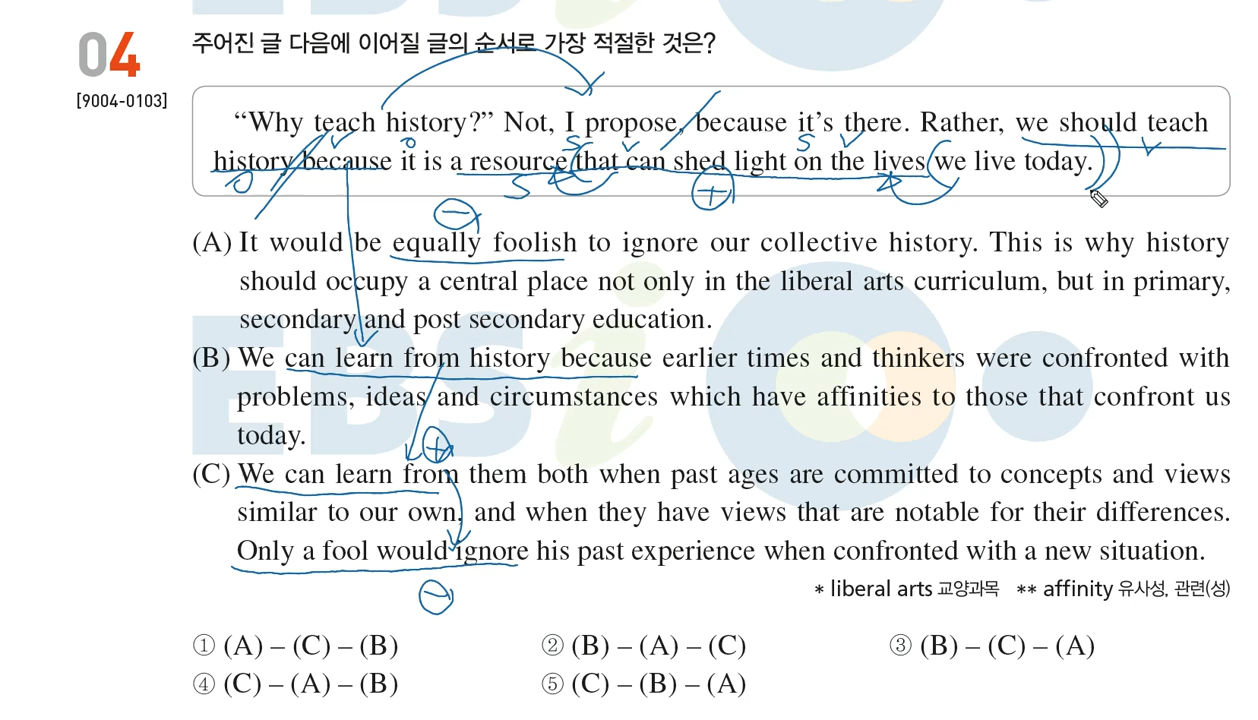 04
주어진 글 다음에 이어질 글의 순서로 가장 적절한 것은?
[9004-0103]
“Why teach history?” Not, I propose, because it’s there. Rather, we should teach
history because it is a resource that can shed light on the lives we live today.
(A) It would be equally foolish to ignore our collective history. This is why history
should occupy a central place not only in the liberal arts curriculum, but in primary,
secondary and post secondary education.
(B) We can learn from history because earlier times and thinkers were confronted with
problems, ideas and circumstances which have affinities to those that confront us
today.
(C) We can learn from them both when past ages are committed to concepts and views
similar to our own, and when they have views that are notable for their differences.
Only a fool would ignore his past experience when confronted with a new situation.
* liberal arts 교양과목 ** affinity 유사성, 관련(성)
① (A) – (C) – (B) ② (B) – (A) – (C) ③ (B) – (C) – (A)
④ (C) – (A) – (B) ⑤ (C) – (B) – (A)